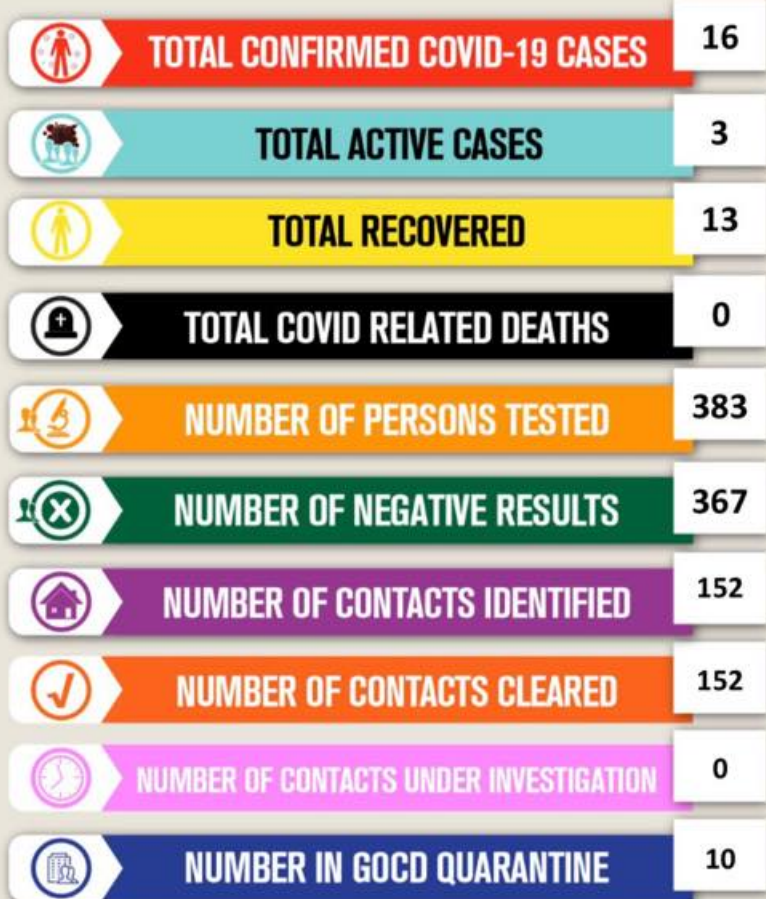 TOTAL CONFIRMED COVID-19 CASES 16
TOTAL ACTIVE CASES 3
TOTAL RECOVERED 13
TOTAL COVID RELATED DEATHS 0
NUMBER OF PERSONS TESTED 383
NUMBER OF NEGATIVE RESULTS 367
NUMBER OF CONTACTS IDENTIFIED 152
NUMBER OF CONTACTS CLEARED 152
NUMBER OF CONTACTS UNDER INVESTIGATION 0
NUMBER IN GOCD QUARANTINE 10